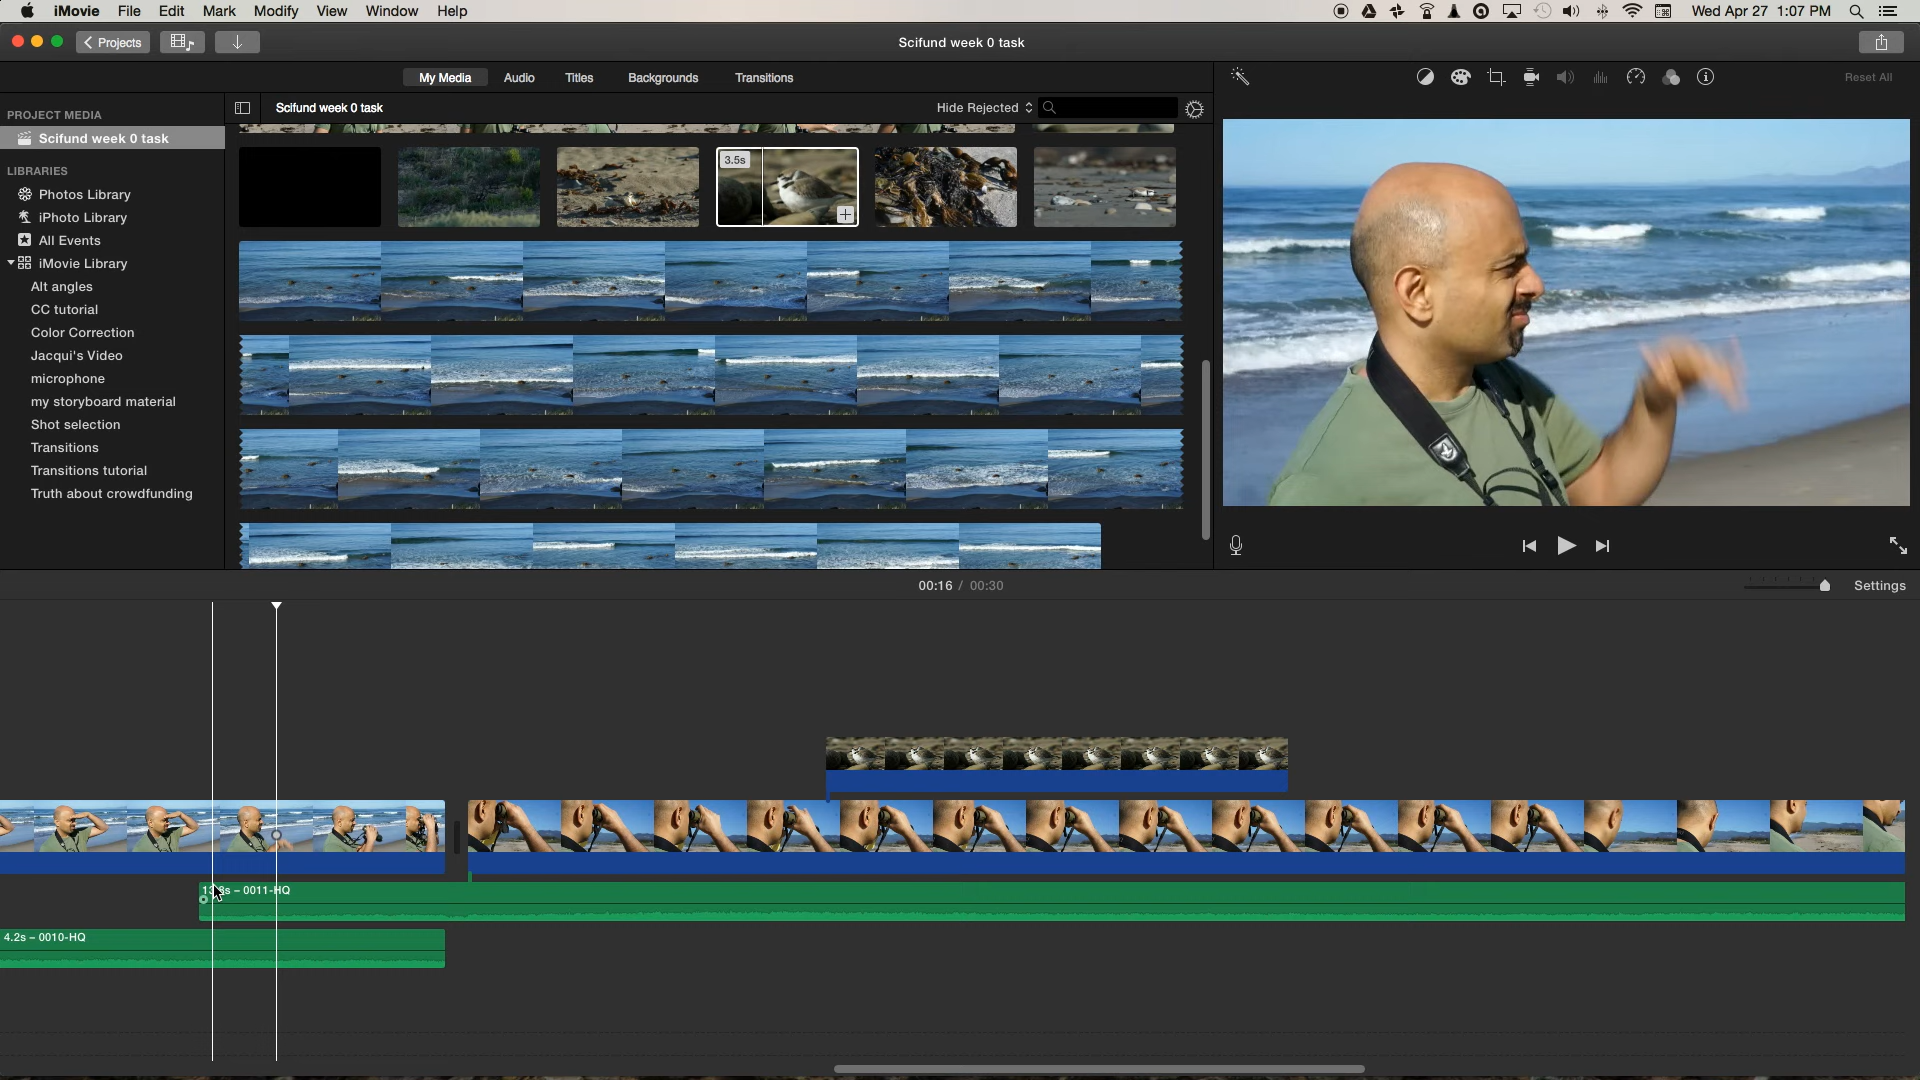 iMovie File Edit Mark Modify View Window Help
Wed Apr 27 1:07 PM
Projects
Scifund week 0 task
My Media Audio Titles Backgrounds Transitions
Reset All
PROJECT MEDIA
Scifund week 0 task
LIBRARIES
Photos Library
iPhoto Library
All Events
iMovie Library
Alt angles
CC tutorial
Color Correction
Jacqui's Video
microphone
my storyboard material
Shot selection
Transitions
Transitions tutorial
Truth about crowdfunding
Scifund week 0 task
Hide Rejected
3.5s
00:16 / 00:30
Settings
– 0011-HQ
4.2s – 0010-HQ